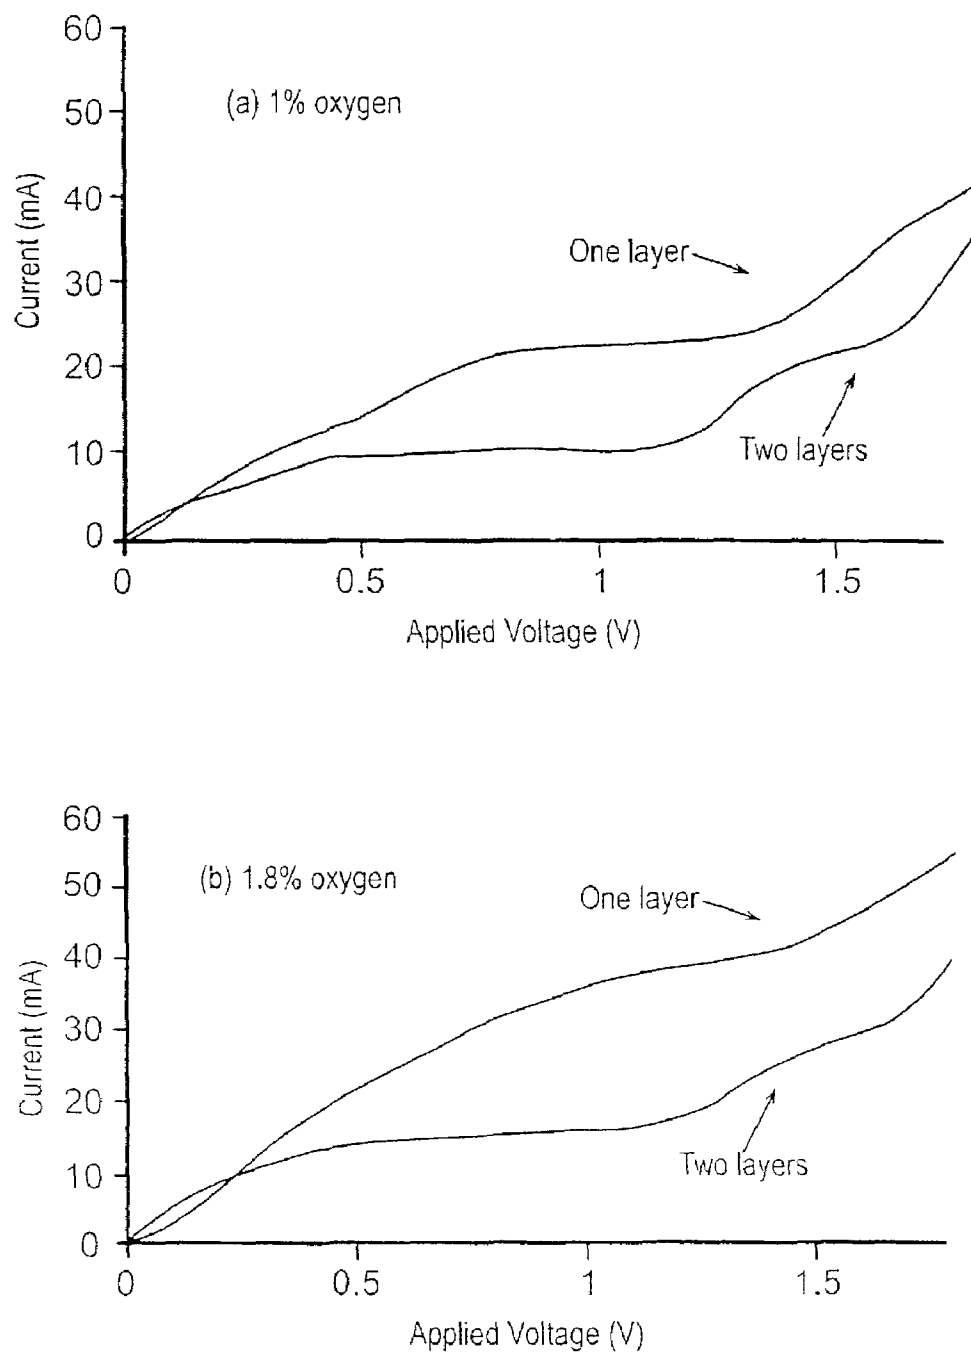 60
(a) 1% oxygen
50
40
Current (mA)
One layer
30
20
Two layers
10
0
0 0.5 1 1.5
Applied Voltage (V)
60
(b) 1.8% oxygen
50
One layer
40
Current (mA)
30
20
Two layers
10
0
0 0.5 1 1.5
Applied Voltage (V)